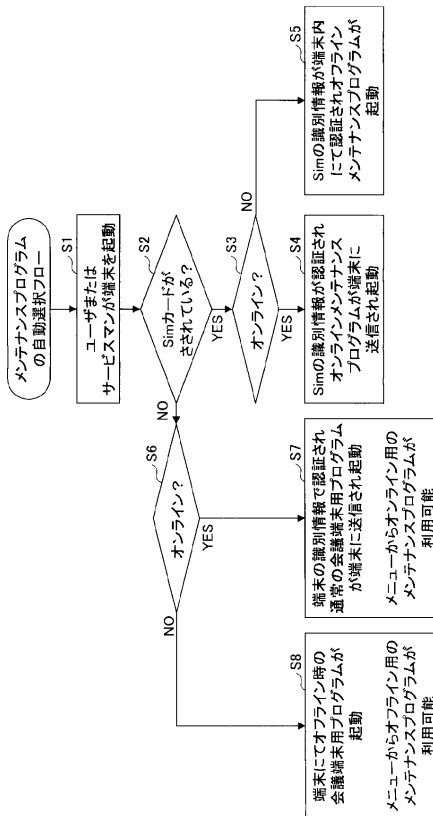 メンテナンスプログラム
の自動選択フロー
S1
ユーザまたは
サービスマンが端末を起動
S2
Simカードが
さされている？
YES
NO
S3
オンライン？
YES
NO
S4
Simの識別情報が認証され
オンラインメンテナンス
プログラムが端末に
送信され起動
S5
Simの識別情報が端末内
にて認証されオフライン
メンテナンスプログラムが
起動
S6
オンライン？
YES
NO
S7
端末の識別情報で認証され
通常の会議端末用プログラム
が端末に送信され起動
メニューからオンライン用の
メンテナンスプログラムが
利用可能
S8
端末にてオフライン時の
会議端末用プログラムが
起動
メニューからオフライン用の
メンテナンスプログラムが
利用可能